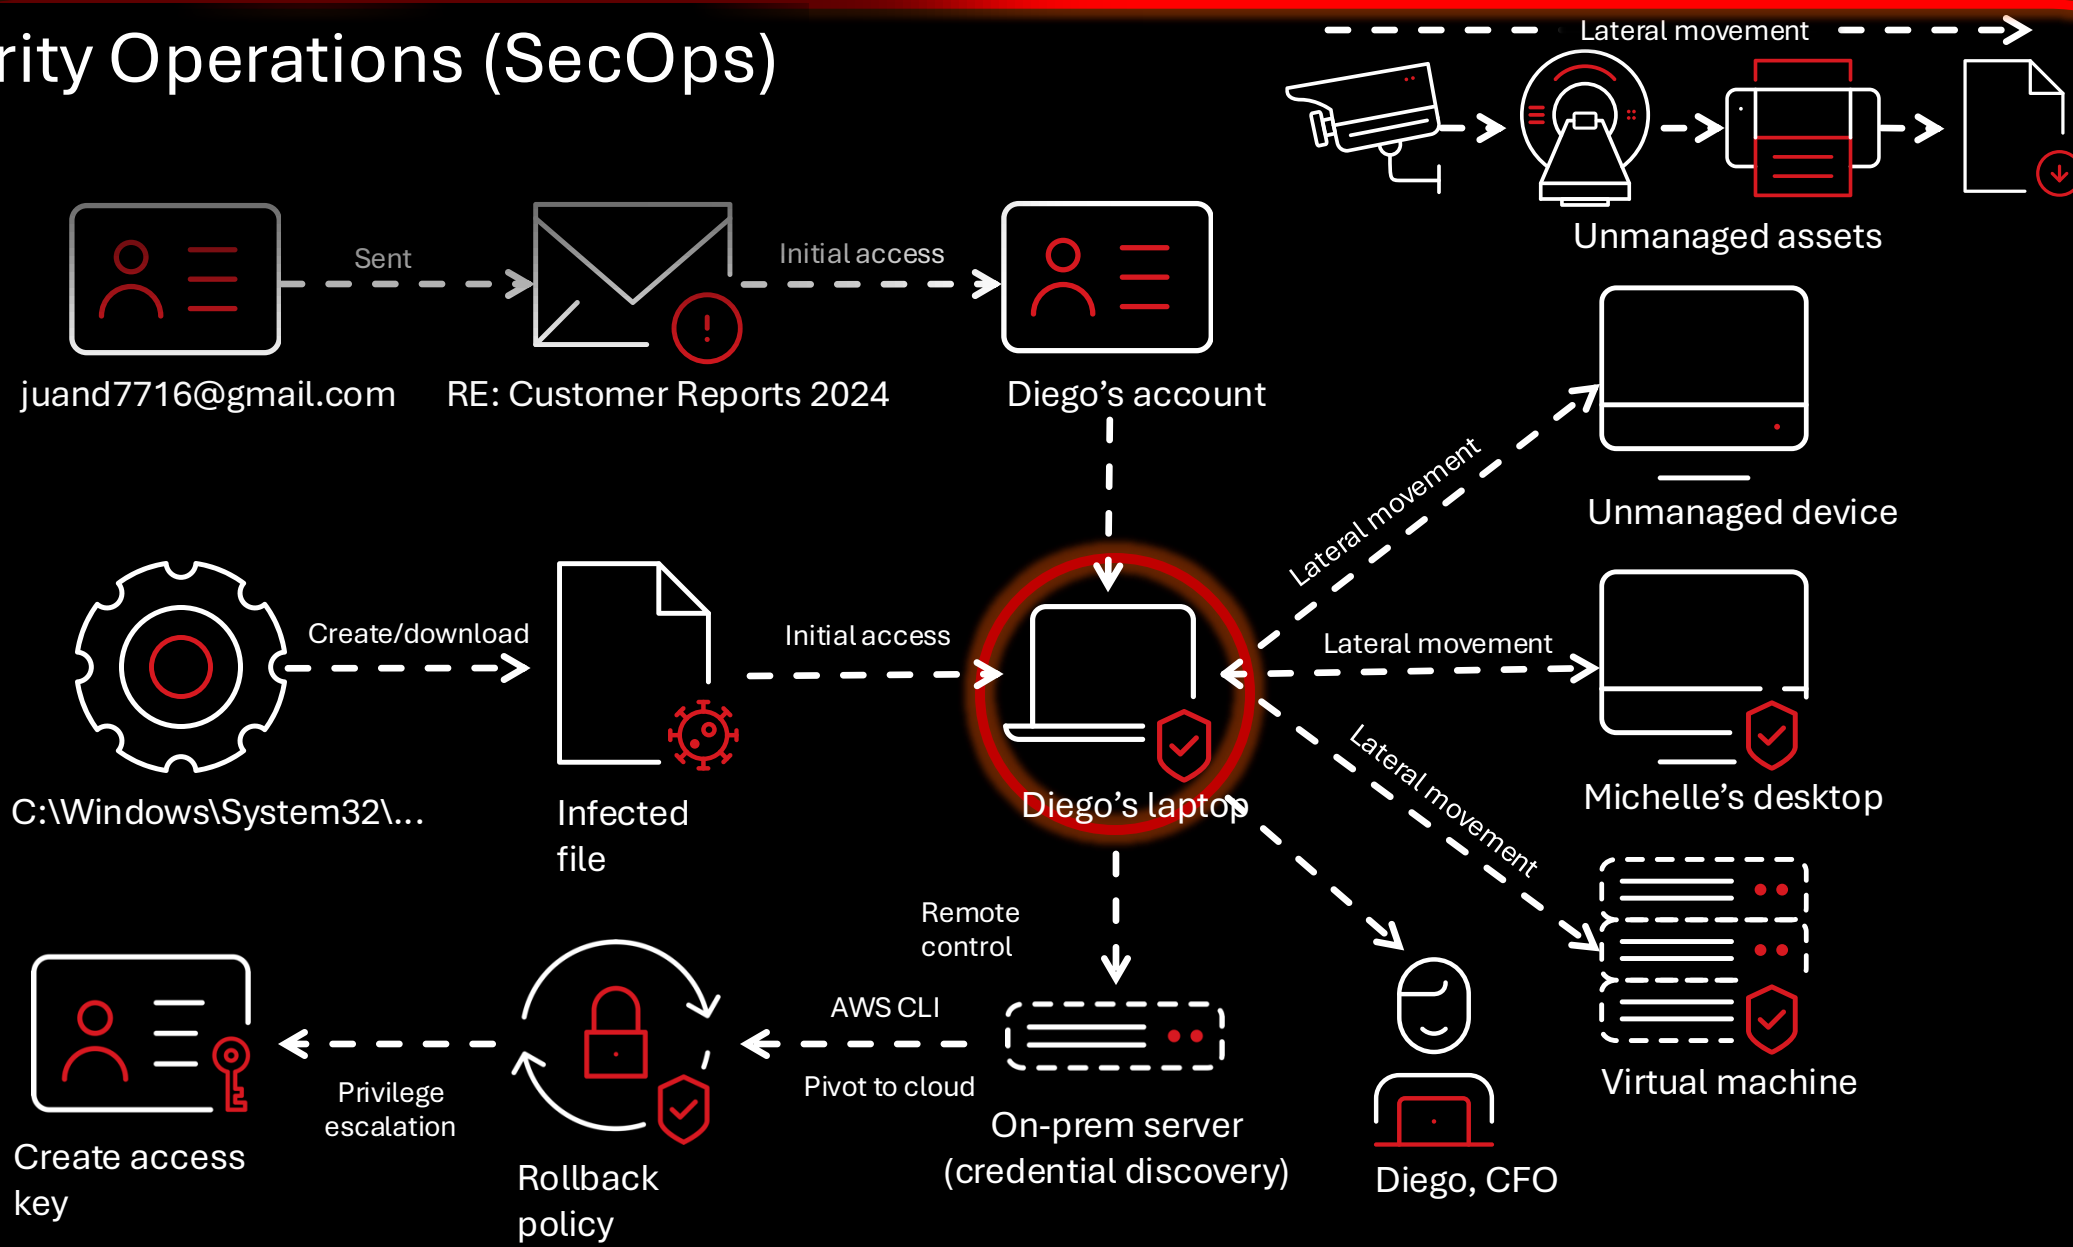 rity Operations (SecOps)
Lateral movement
Unmanaged assets
Sent
Initial access
juand7716@gmail.com
RE: Customer Reports 2024
Diego’s account
Lateral movement
Unmanaged device
Create/download
Initial access
Lateral movement
C:\Windows\System32\...
Infected
file
Diego’s laptop
Lateral movement
Michelle’s desktop
Remote
control
AWS CLI
Pivot to cloud
Privilege
escalation
Virtual machine
Create access
key
Rollback
policy
On-prem server
(credential discovery)
Diego, CFO